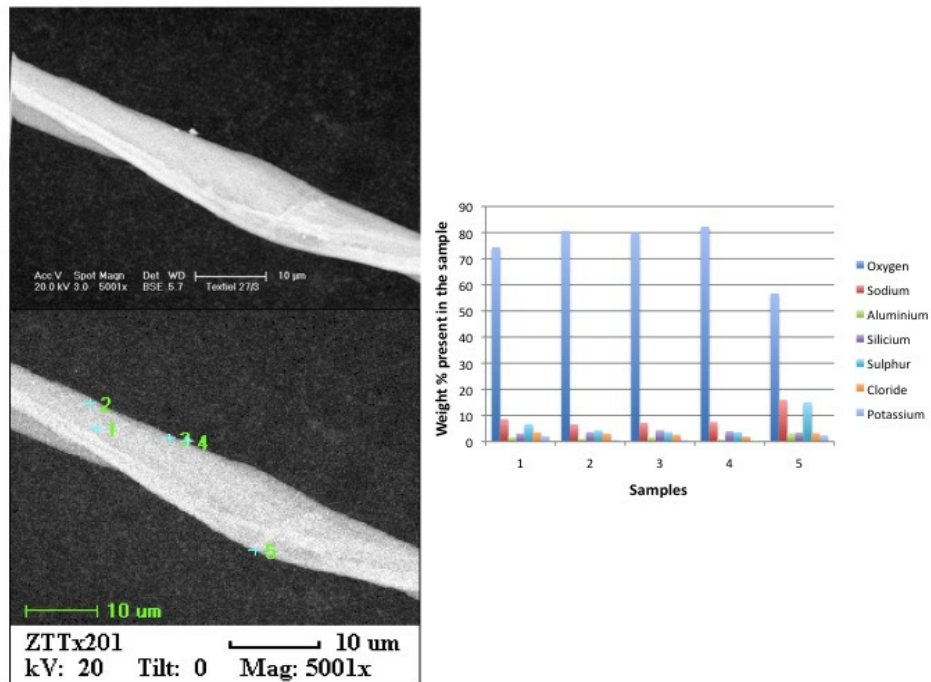 Acc.V Spot Magn Det WD 10 µm
20.0 kV 3.0 5001x BSE 5.7 Textiel 27/3
2
1
3
4
5
10 um
ZTTx201 10 um
kV: 20 Tilt: 0 Mag: 5001x
Weight % present in the sample
90
80
70
60
50
40
30
20
10
0
1 2 3 4 5
Samples
Oxygen
Sodium
Aluminium
Silicium
Sulphur
Cloride
Potassium